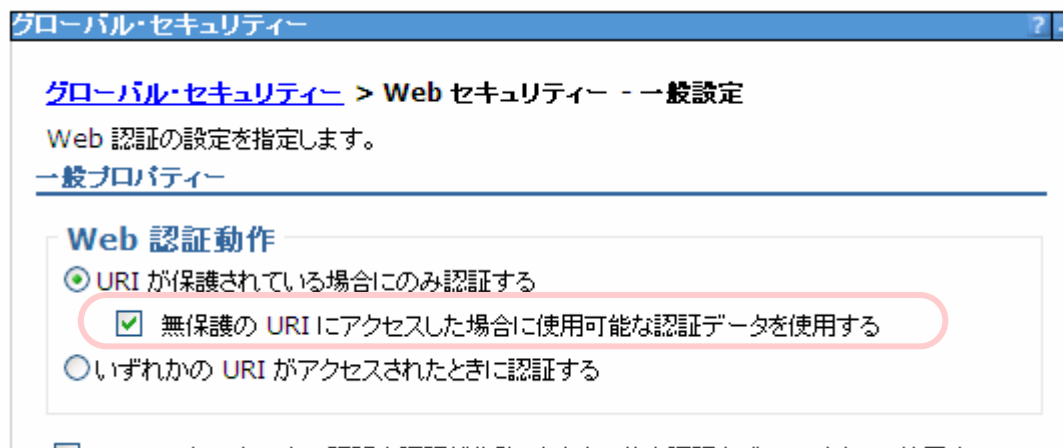 グローバル・セキュリティー ?
グローバル・セキュリティー > Web セキュリティー - 一般設定
Web 認証の設定を指定します。
一般プロパティー
Web 認証動作
URI が保護されている場合にのみ認証する
無保護の URI にアクセスした場合に使用可能な認証データを使用する
いずれかの URI がアクセスされたときに認証する